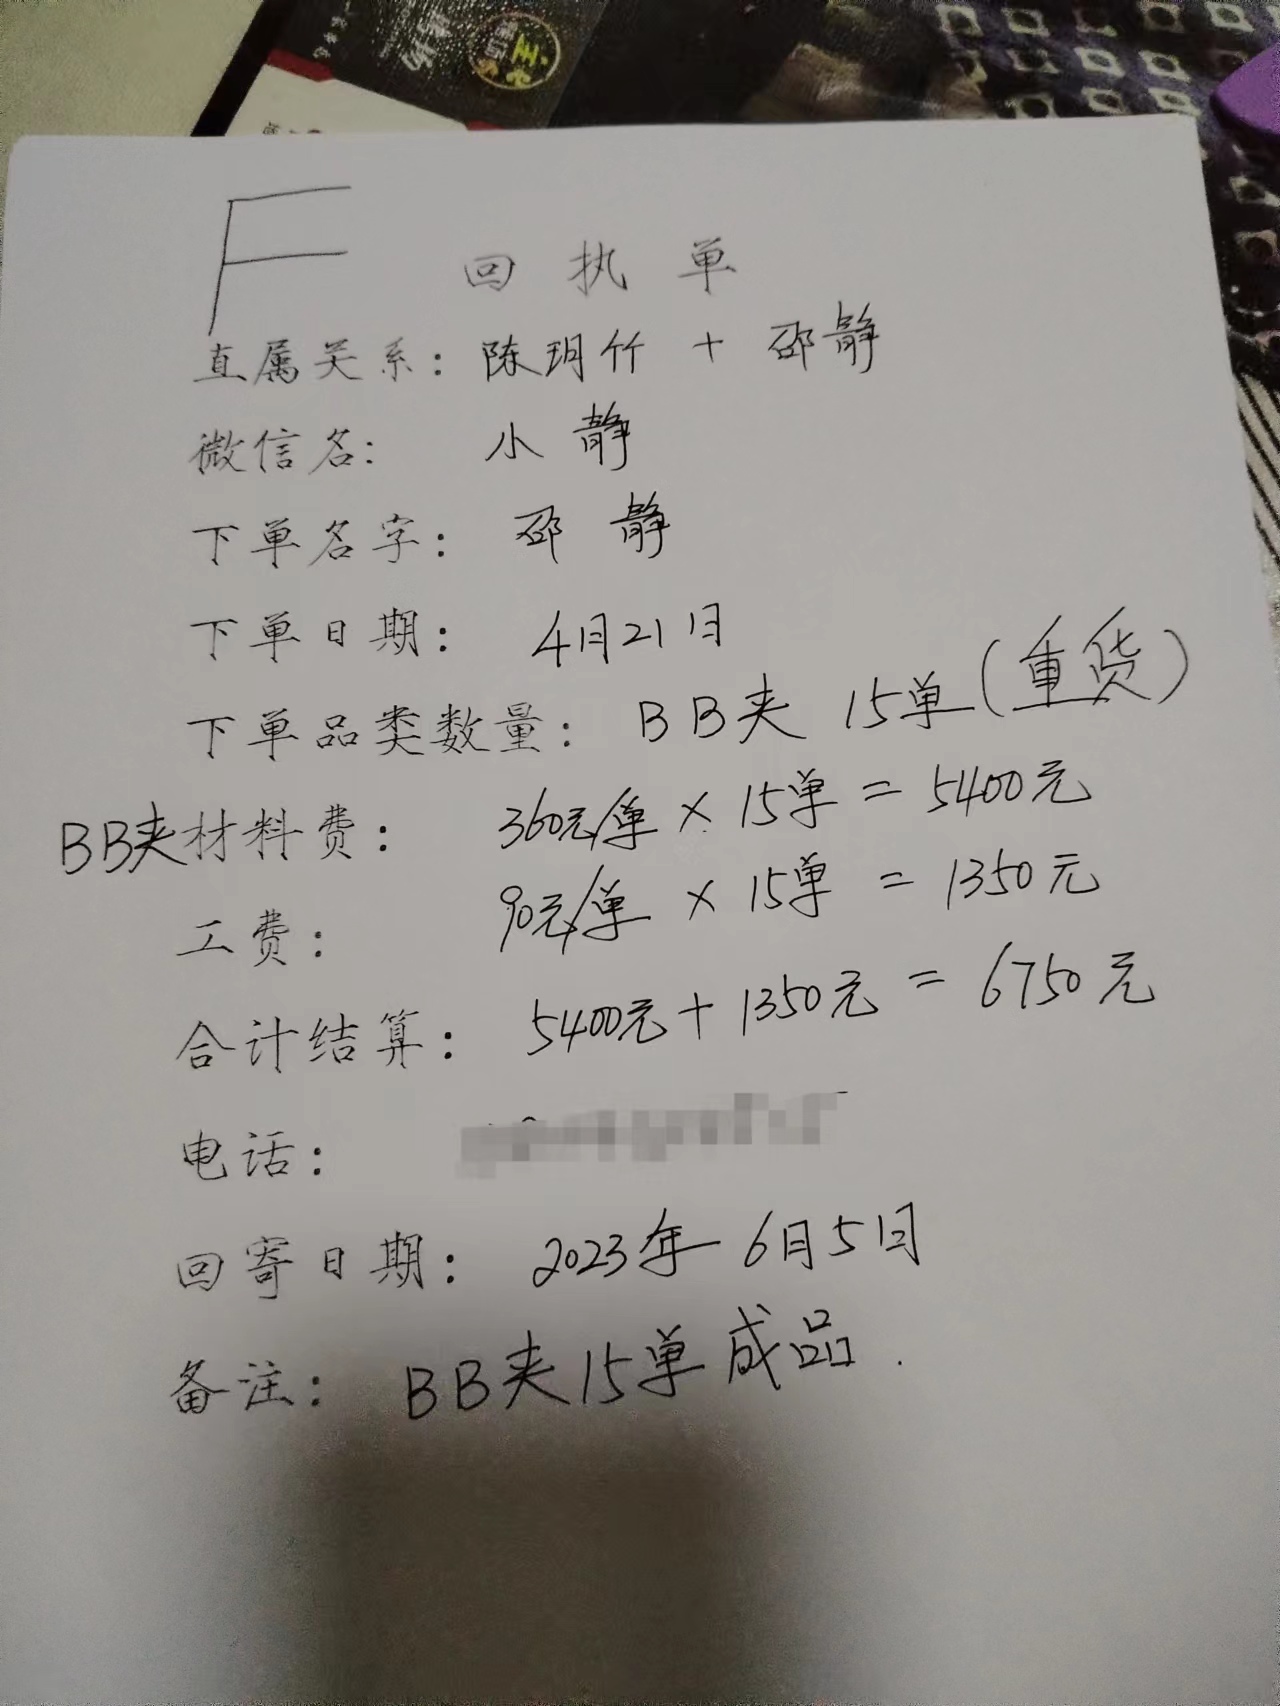 F
回执单
直属关系：陈玥竹 + 邵静
微信名：小静
下单名字：邵静
下单日期：4月21日
下单品类数量：BB夹 15单（重货）
BB夹材料费：360元/单 × 15单 = 5400元
工费：90元/单 × 15单 = 1350元
合计结算：5400元 + 1350元 = 6750元
电话：
回寄日期：2023年6月5日
备注：BB夹15单成品.